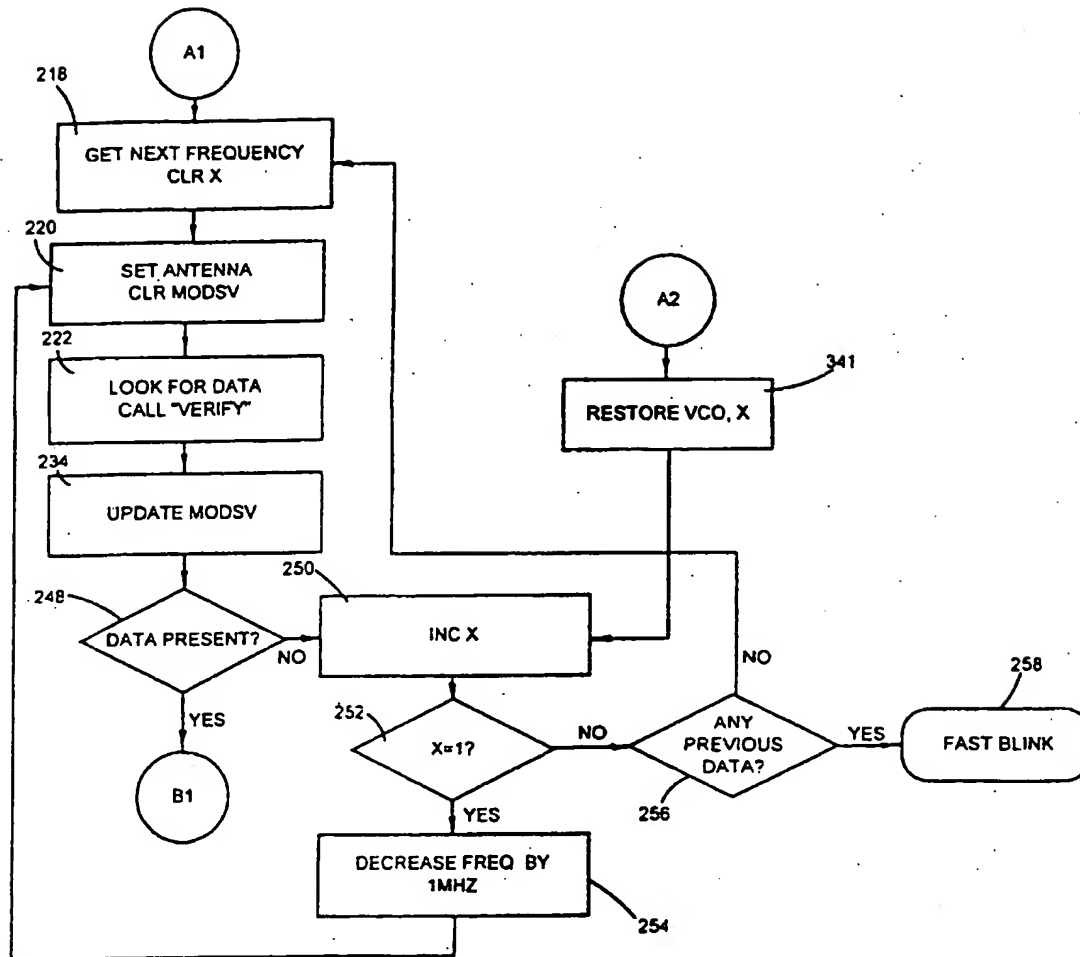 A1
218
GET NEXT FREQUENCY
CLR X
220
SET ANTENNA
CLR MODSV
A2
222
LOOK FOR DATA
CALL "VERIFY"
341
RESTORE VCO, X
234
UPDATE MODSV
248
DATA PRESENT?
NO
YES
B1
250
INC X
252
X=1?
NO
YES
NO
ANY
PREVIOUS
DATA?
256
YES
258
FAST BLINK
DECREASE FREQ BY
1MHZ
254